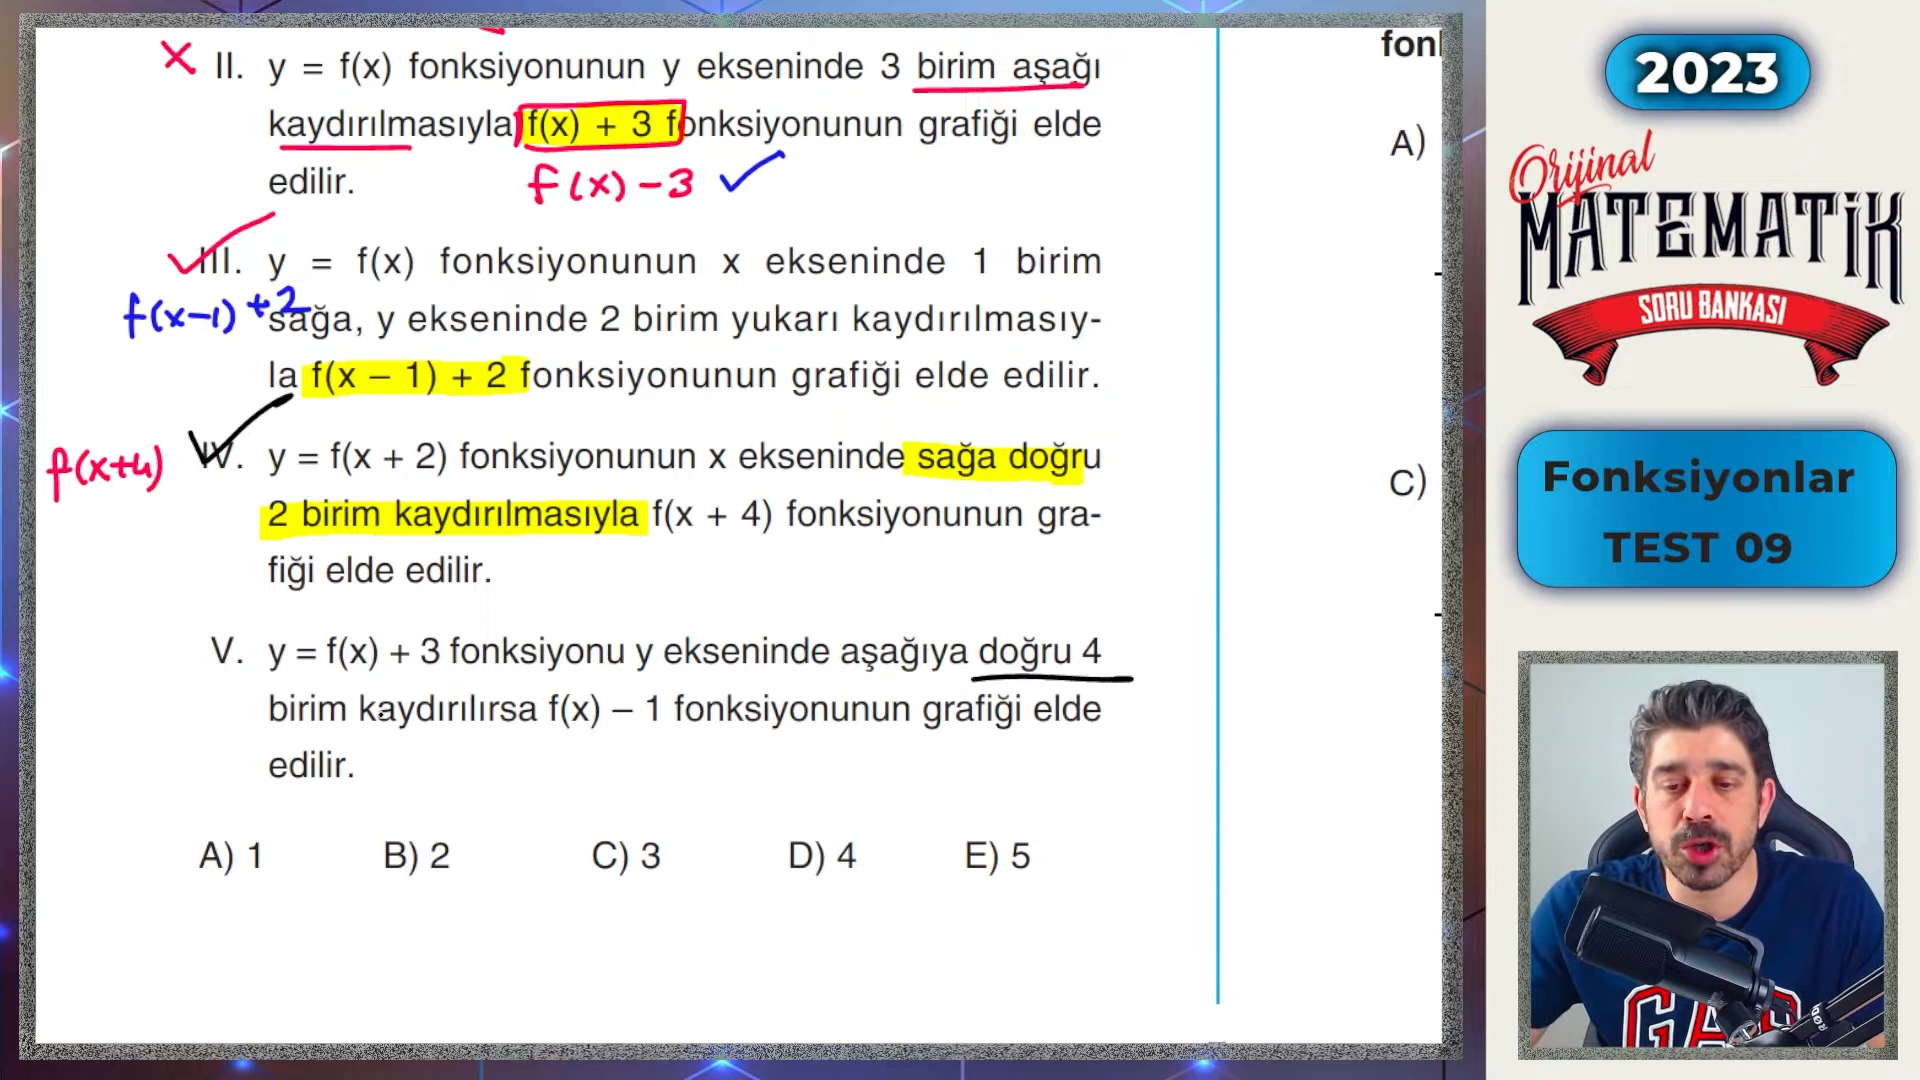 II. y = f(x) fonksiyonunun y ekseninde 3 birim aşağı
kaydırılmasıyla f(x) + 3 fonksiyonunun grafiği elde
edilir.
f(x) – 3
III. y = f(x) fonksiyonunun x ekseninde 1 birim
f(x–1) + 2
sağa, y ekseninde 2 birim yukarı kaydırılmasıy-
la f(x – 1) + 2 fonksiyonunun grafiği elde edilir.
f(x+4)
IV. y = f(x + 2) fonksiyonunun x ekseninde sağa doğru
2 birim kaydırılmasıyla f(x + 4) fonksiyonunun gra-
fiği elde edilir.
V. y = f(x) + 3 fonksiyonu y ekseninde aşağıya doğru 4
birim kaydırılırsa f(x) – 1 fonksiyonunun grafiği elde
edilir.
A) 1 B) 2 C) 3 D) 4 E) 5
A)
C)
2023
Orijinal
MATEMATİK
SORU BANKASI
Fonksiyonlar
TEST 09